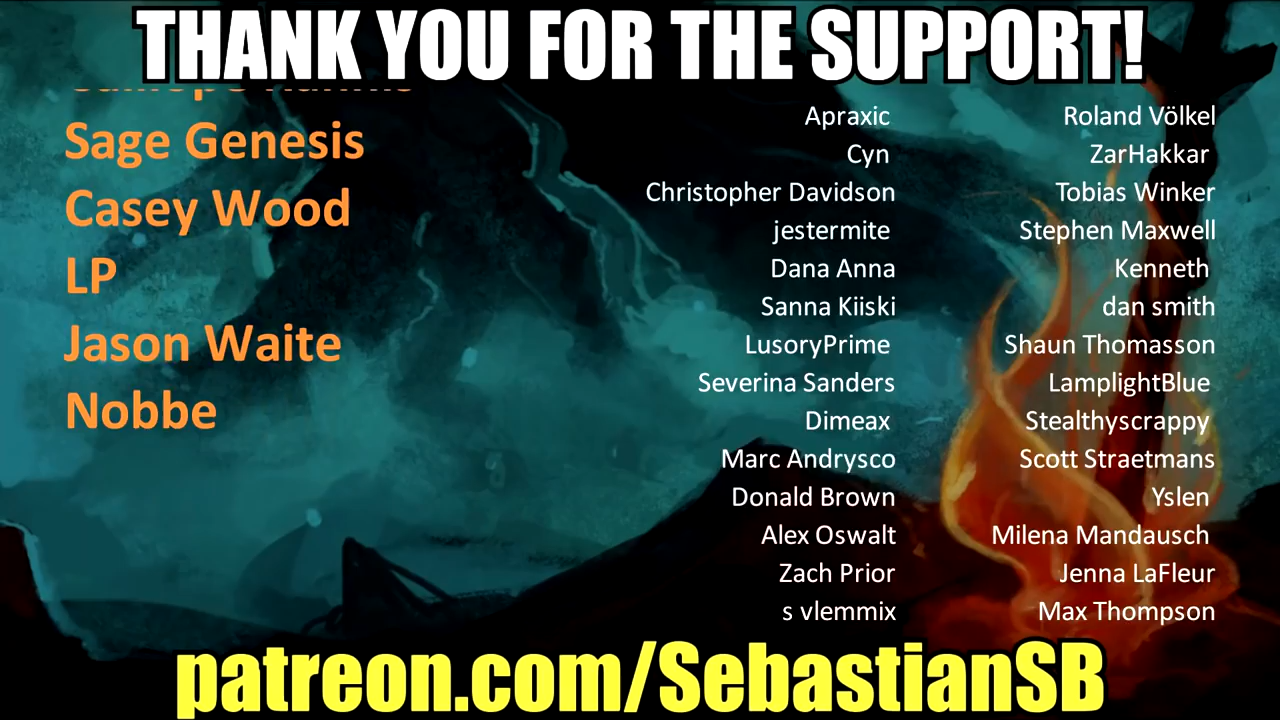 THANK YOU FOR THE SUPPORT!
Sage Genesis
Casey Wood
LP
Jason Waite
Nobbe
Apraxic
Cyn
Christopher Davidson
jestermite
Dana Anna
Sanna Kiiski
LusoryPrime
Severina Sanders
Dimeax
Marc Andrysco
Donald Brown
Alex Oswalt
Zach Prior
s vlemmix
Roland Völkel
ZarHakkar
Tobias Winker
Stephen Maxwell
Kenneth
dan smith
Shaun Thomasson
LamplightBlue
Stealthyscrappy
Scott Straetmans
Yslen
Milena Mandausch
Jenna LaFleur
Max Thompson
patreon.com/SebastianSB